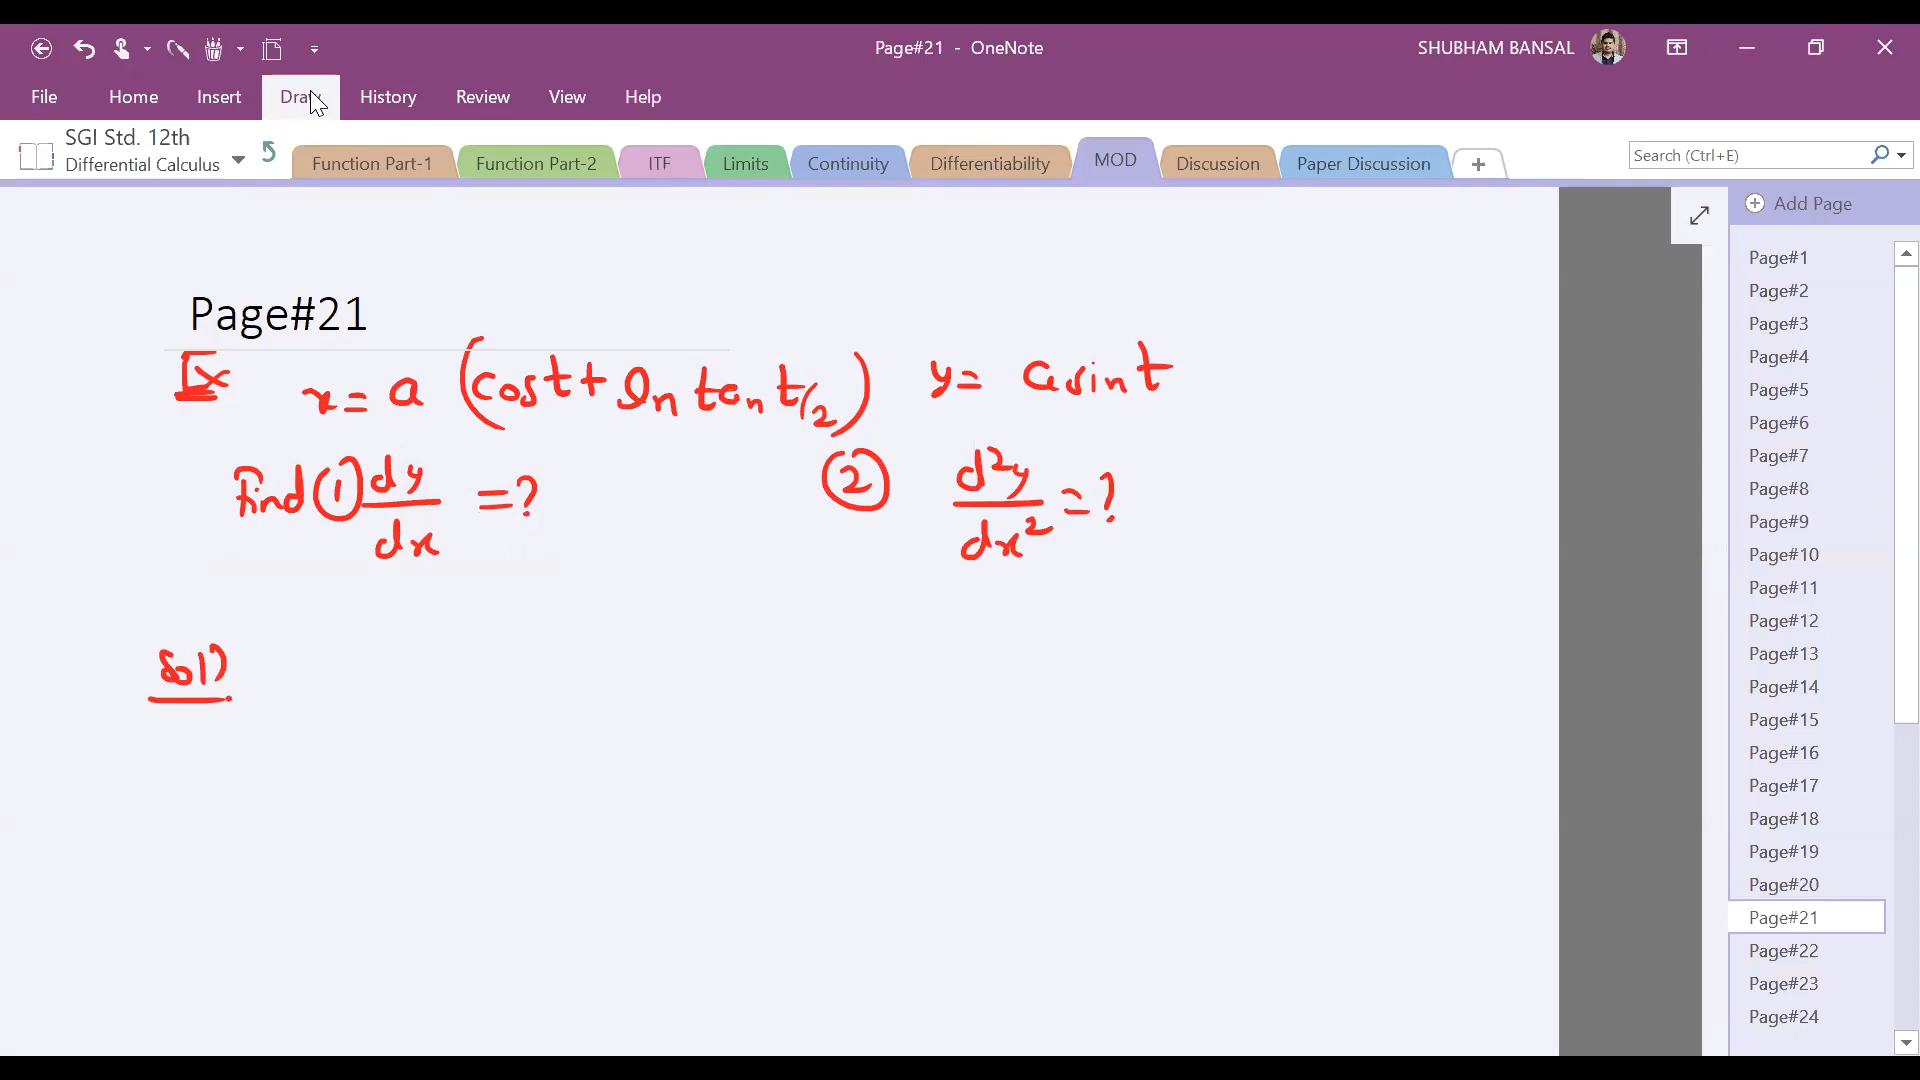 Page#21 - OneNote
SHUBHAM BANSAL
File Home Insert Draw History Review View Help
SGI Std. 12th
Differential Calculus
Function Part-1 Function Part-2 ITF Limits Continuity Differentiability MOD Discussion Paper Discussion +
Search (Ctrl+E)
Add Page
Page#21
Ex x = a (cos t + ln tan t/2) y = a sin t
Find ① dy/dx = ? ② d²y/dx² = ?
Sol)
Page#1
Page#2
Page#3
Page#4
Page#5
Page#6
Page#7
Page#8
Page#9
Page#10
Page#11
Page#12
Page#13
Page#14
Page#15
Page#16
Page#17
Page#18
Page#19
Page#20
Page#21
Page#22
Page#23
Page#24